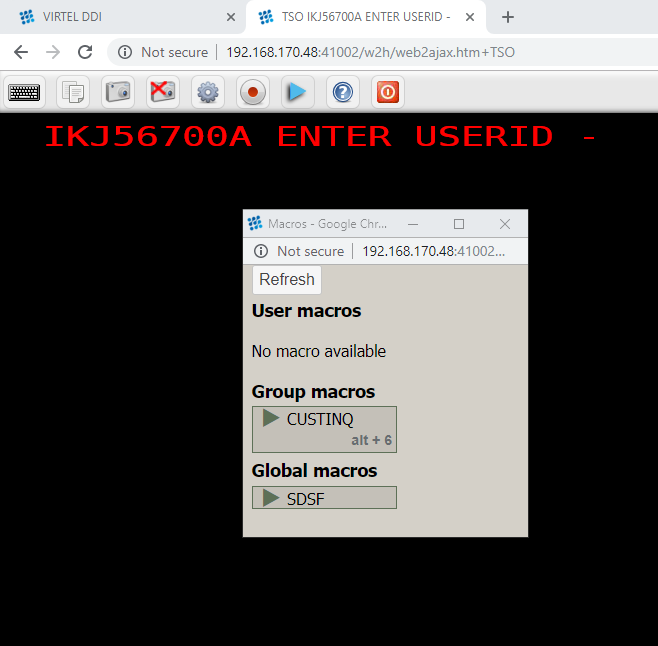 VIRTEL DDI
TSO IKJ56700A ENTER USERID -
Not secure
192.168.170.48:41002/w2h/web2ajax.htm+TSO
IKJ56700A ENTER USERID -
Macros - Google Chr...
Not secure
192.168.170.48:41002...
Refresh
User macros
No macro available
Group macros
CUSTINQ
alt + 6
Global macros
SDSF